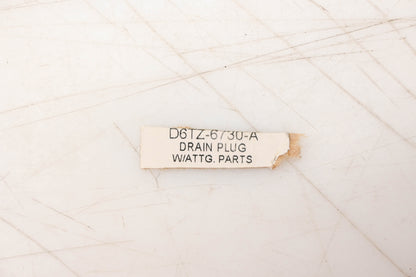 D6TZ-6730-A
DRAIN PLUG
W/ATTG. PARTS